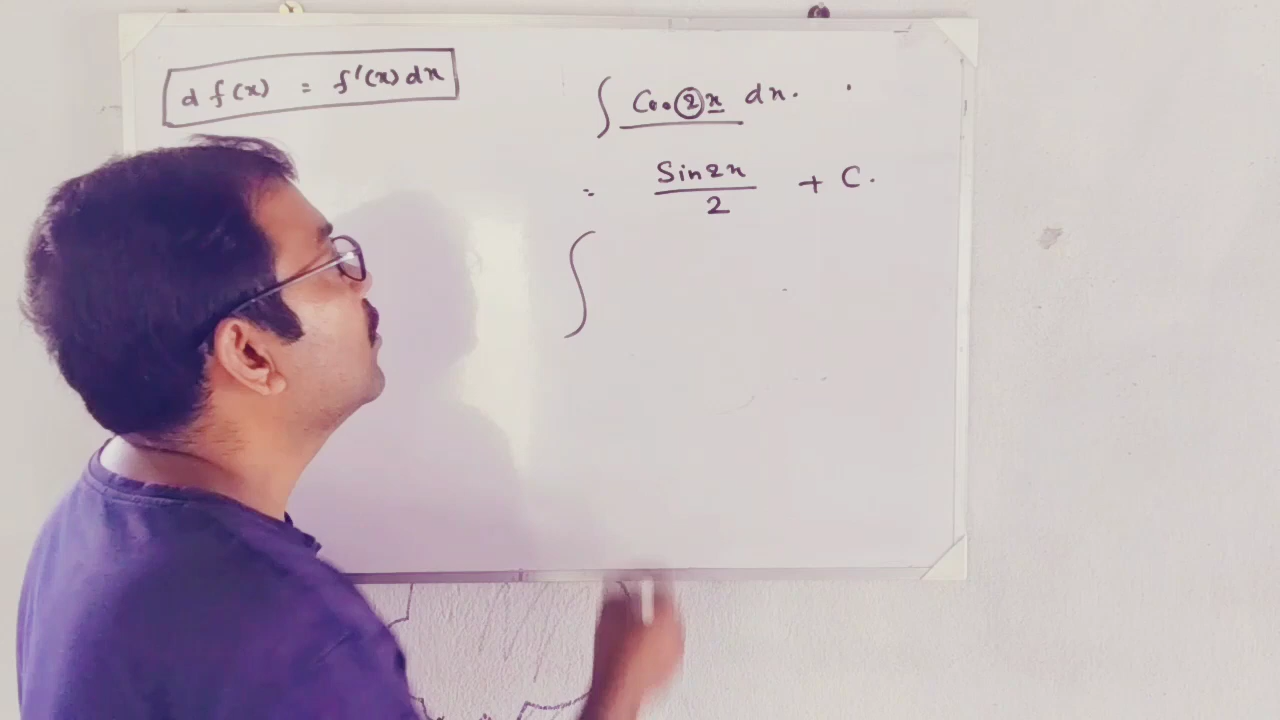 d f(x) = f'(x) dx
∫ Cos 2x dx.
= Sin2x / 2 + C.
∫